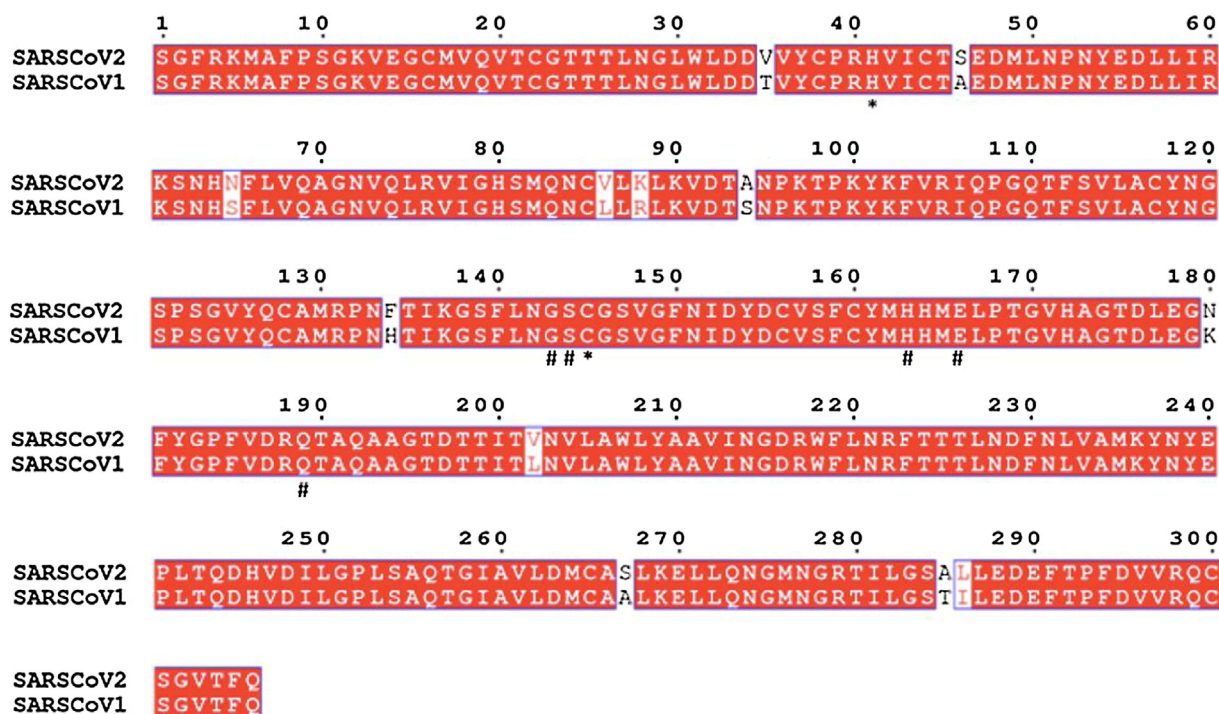 1 10 20 30 40 50 60
SARSCoV2 SGFRKMAFPSGKVEGCMVQVTCGTTTLNGLWLDDVVYCPRHVICTSEDMLNPNYEDLLIR
SARSCoV1 SGFRKMAFPSGKVEGCMVQVTCGTTTLNGLWLDDTVYCPRHVICTAEDMLNPNYEDLLIR
*
70 80 90 100 110 120
SARSCoV2 KSNHNFLVQAGNVQLRVIGHSMQNCVLKLKVDTANPKTPKYKFVRIQPGQTFSVLACYNG
SARSCoV1 KSNHSFLVQAGNVQLRVIGHSMQNCLLRLKVDTSNPKTPKYKFVRIQPGQTFSVLACYNG
130 140 150 160 170 180
SARSCoV2 SPSGVYQCAMRPNFTIKGSFLNGSCGSVGFNIDYDCVSFCYMHHMELPTGVHAGTDLEGN
SARSCoV1 SPSGVYQCAMRPNHTIKGSFLNGSCGSVGFNIDYDCVSFCYMHHMELPTGVHAGTDLEGK
# # * # #
190 200 210 220 230 240
SARSCoV2 FYGPFVDRQTAQAAGTDTTITVNVLAWLYAAVINGDRWFLNRFTTTLNDFNLVAMKYNYE
SARSCoV1 FYGPFVDRQTAQAAGTDTTITLNVLAWLYAAVINGDRWFLNRFTTTLNDFNLVAMKYNYE
#
250 260 270 280 290 300
SARSCoV2 PLTQDHVDILGPLSAQTGIAVLDMCASLKELLQNGMNGRTILGSALLEDEFTPFDVVRQC
SARSCoV1 PLTQDHVDILGPLSAQTGIAVLDMCAALKELLQNGMNGRTILGSTILEDEFTPFDVVRQC
SARSCoV2 SGVTFQ
SARSCoV1 SGVTFQ